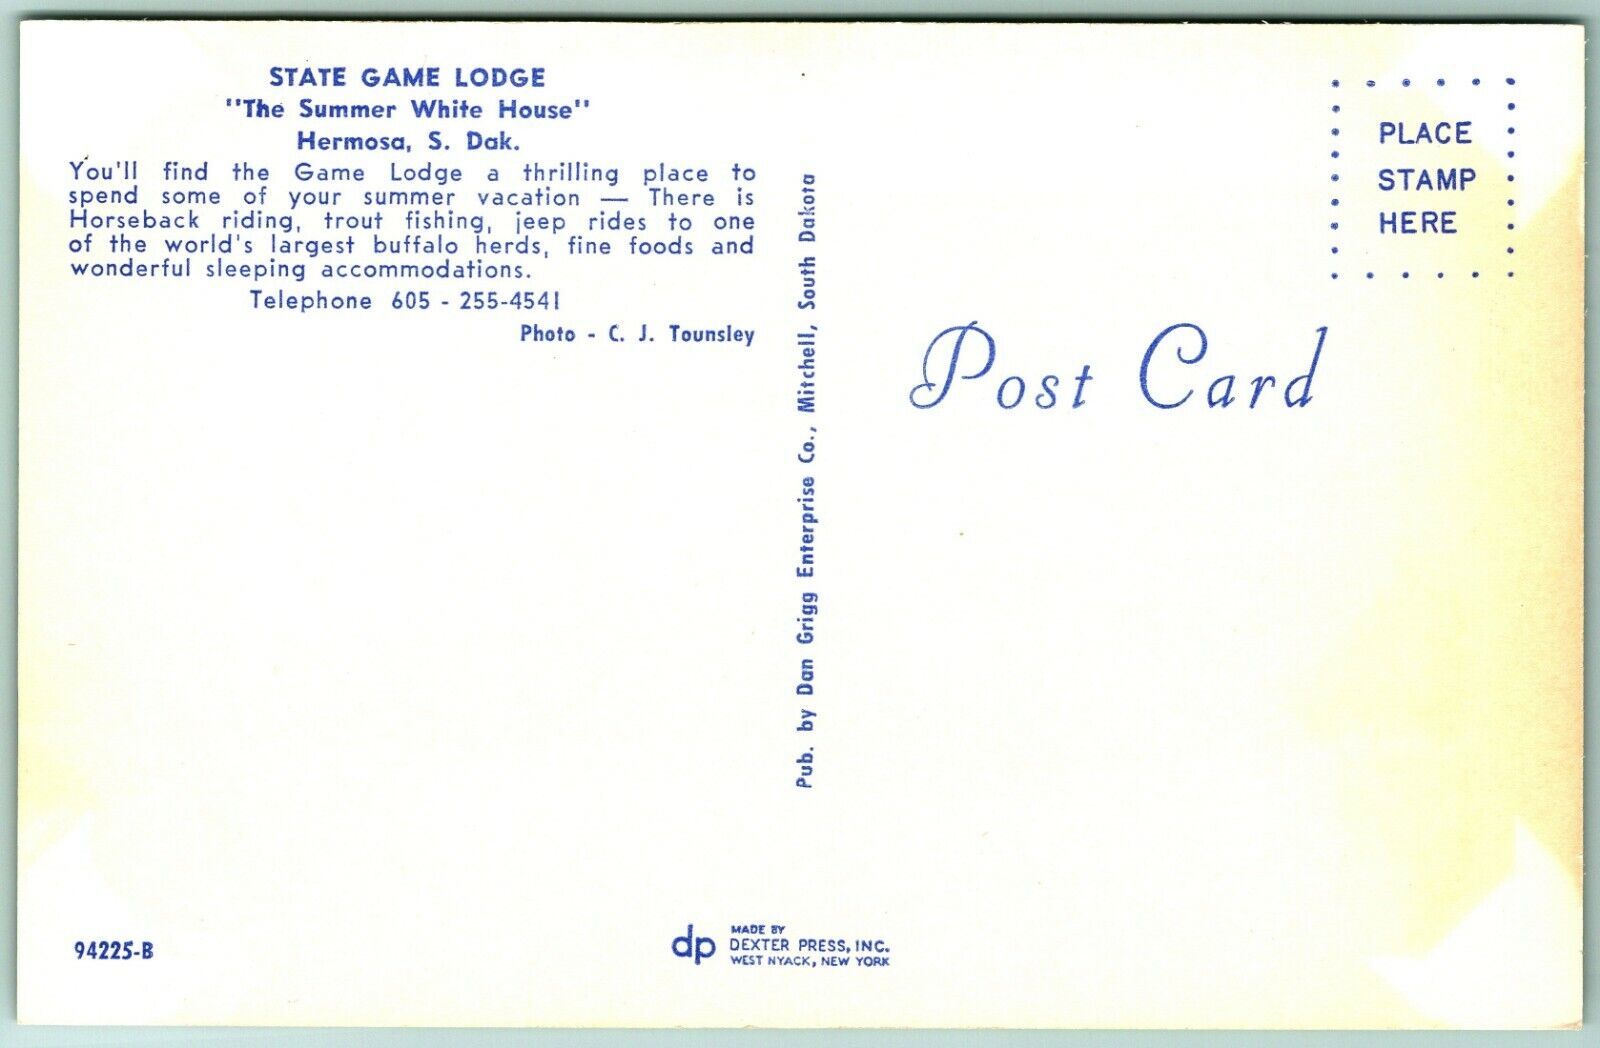 STATE GAME LODGE
"The Summer White House"
Hermosa, S. Dak.
You'll find the Game Lodge a thrilling place to
spend some of your summer vacation — There is
Horseback riding, trout fishing, jeep rides to one
of the world's largest buffalo herds, fine foods and
wonderful sleeping accommodations.
Telephone 605 - 255-4541
Photo - C. J. Tounsley
94225-B
Pub. by Dan Grigg Enterprise Co., Mitchell, South Dakota
dp
MADE BY
DEXTER PRESS, INC.
WEST NYACK, NEW YORK
PLACE
STAMP
HERE
Post Card